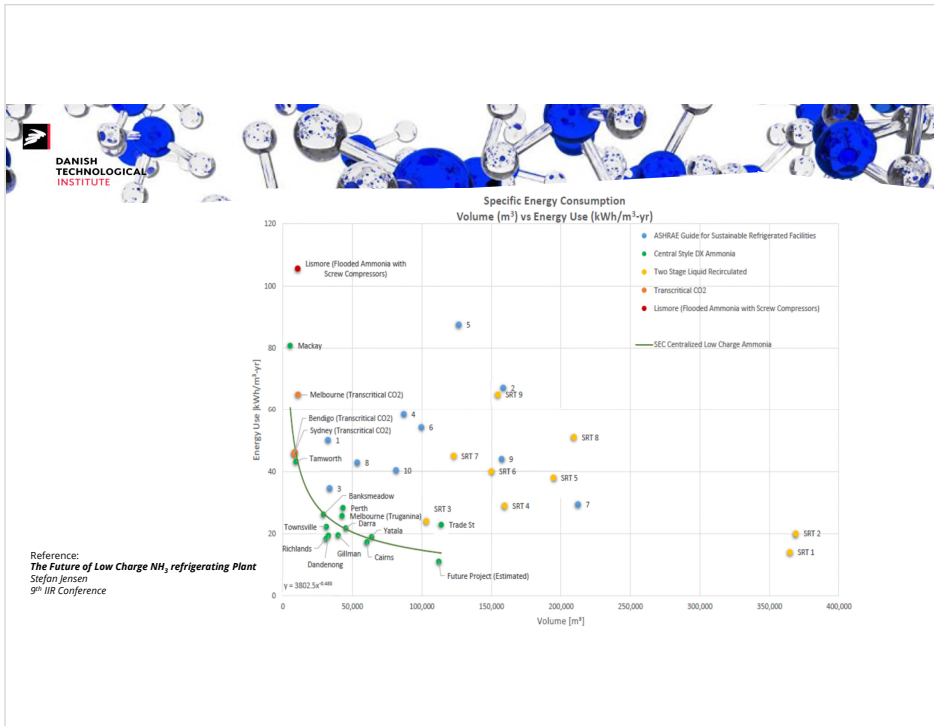 DANISH
TECHNOLOGICAL
INSTITUTE
Specific Energy Consumption
Volume (m³) vs Energy Use (kWh/m³-yr)
120
100
80
60
40
20
0
Energy Use [kWh/m³-yr]
ASHRAE Guide for Sustainable Refrigerated Facilities
Central Style DX Ammonia
Two Stage Liquid Recirculated
Transcritical CO2
Lismore (Flooded Ammonia with Screw Compressors)
SEC Centralized Low Charge Ammonia
Lismore (Flooded Ammonia with
Screw Compressors)
5
Mackay
2
SRT 9
Melbourne (Transcritical CO2)
4
Bendigo (Transcritical CO2)
6
Sydney (Transcritical CO2)
1
SRT 8
Tamworth
8
SRT 7
9
10
SRT 6
SRT 5
3
Banksmeadow
Perth
SRT 3
SRT 4
7
Melbourne (Truganina)
Townsville
Darra
Trade St
Yatala
SRT 2
Richlands
Gillman
Cairns
SRT 1
Dandenong
Future Project (Estimated)
0
50,000
100,000
150,000
200,000
250,000
300,000
350,000
400,000
Volume [m³]
Reference:
The Future of Low Charge NH₃ refrigerating Plant
Stefan Jensen
9th IIR Conference